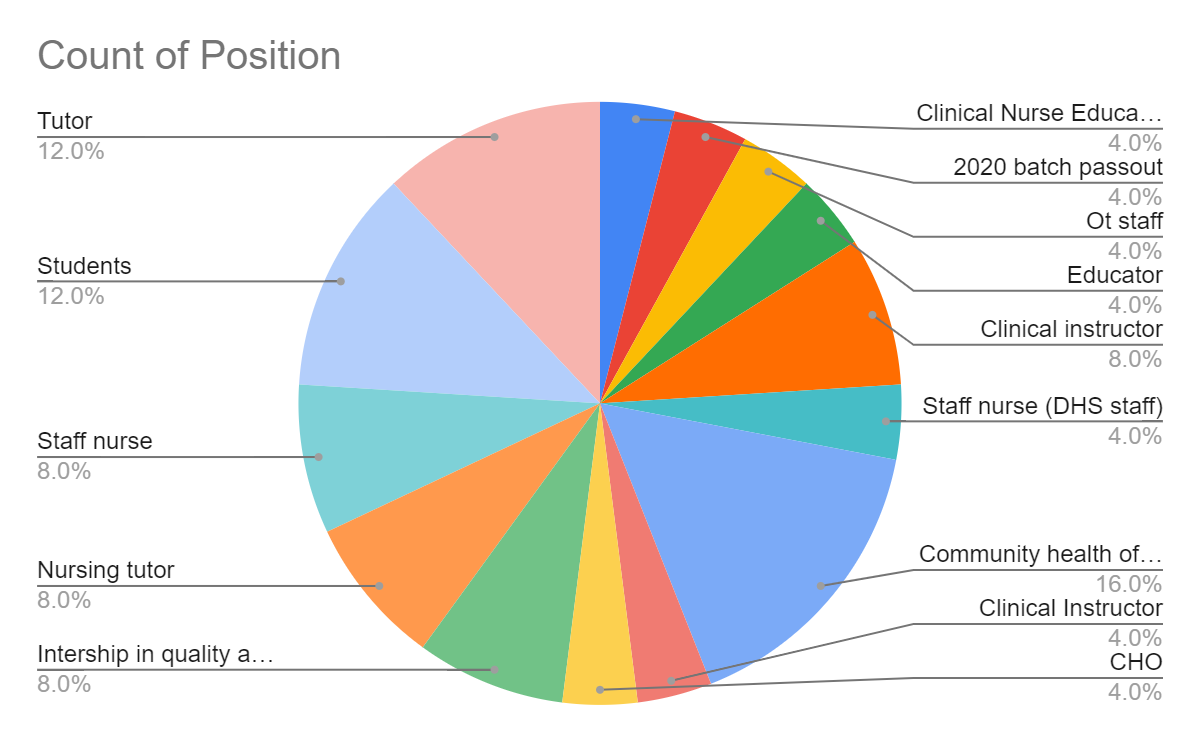 Count of Position
Tutor
12.0%
Students
12.0%
Staff nurse
8.0%
Nursing tutor
8.0%
Intership in quality a…
8.0%
Clinical Nurse Educa…
4.0%
2020 batch passout
4.0%
Ot staff
4.0%
Educator
4.0%
Clinical instructor
8.0%
Staff nurse (DHS staff)
4.0%
Community health of…
16.0%
Clinical Instructor
4.0%
CHO
4.0%